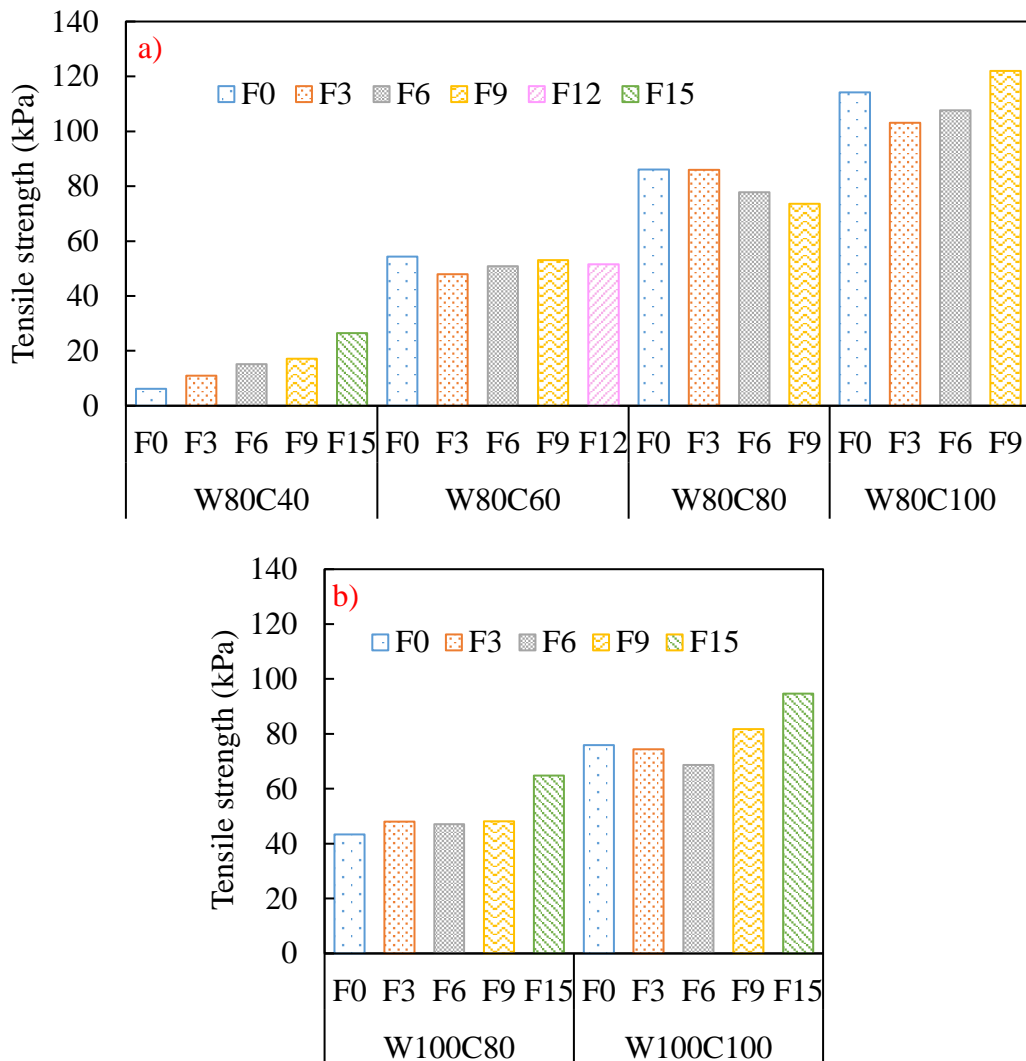 a)
F0 F3 F6 F9 F12 F15
Tensile strength (kPa)
140
120
100
80
60
40
20
0
F0 F3 F6 F9 F15 F0 F3 F6 F9 F12 F0 F3 F6 F9 F0 F3 F6 F9
W80C40 W80C60 W80C80 W80C100
b)
F0 F3 F6 F9 F15
Tensile strength (kPa)
140
120
100
80
60
40
20
0
F0 F3 F6 F9 F15 F0 F3 F6 F9 F15
W100C80 W100C100